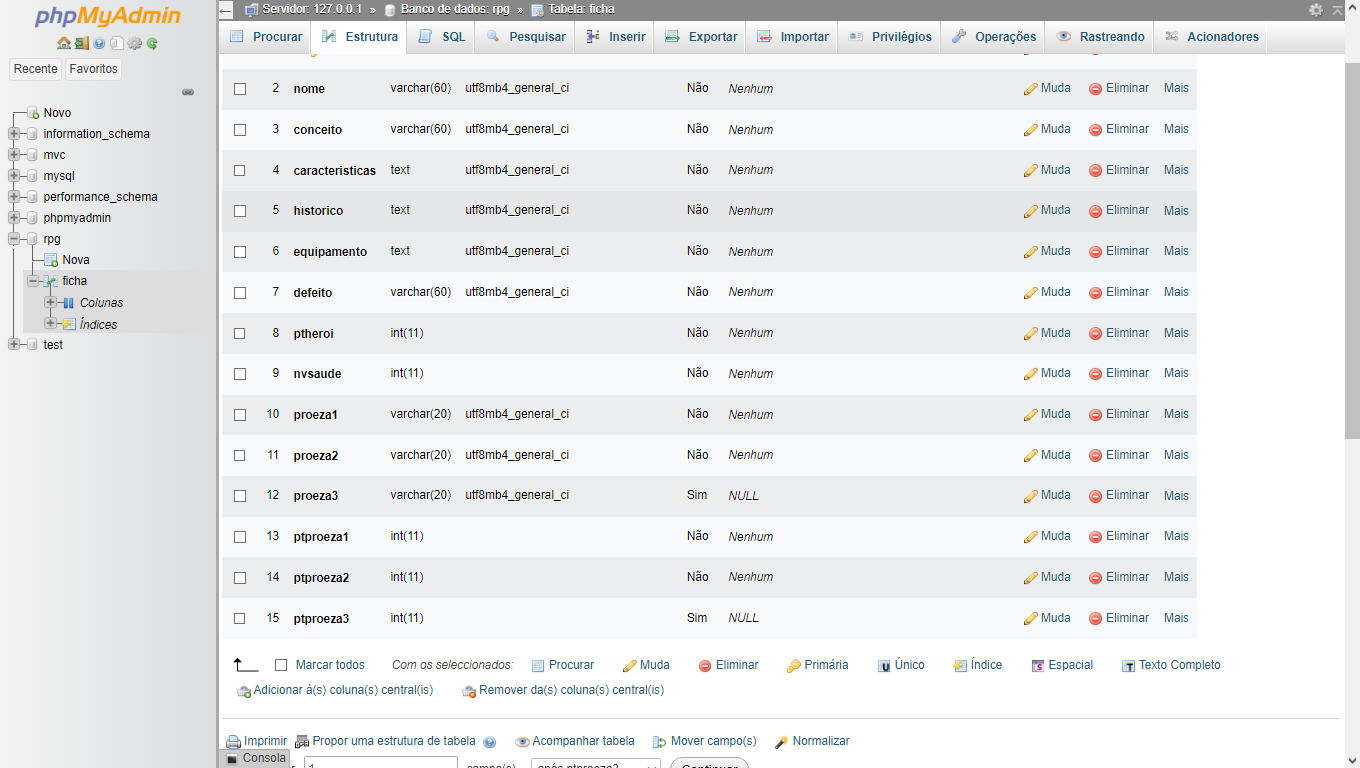 phpMyAdmin
Recente Favoritos
Novo
information_schema
mvc
mysql
performance_schema
phpmyadmin
rpg
Nova
ficha
Colunas
Índices
test
Servidor: 127.0.0.1 » Banco de dados: rpg » Tabela: ficha
Procurar Estrutura SQL Pesquisar Inserir Exportar Importar Privilégios Operações Rastreando Acionadores
2 nome varchar(60) utf8mb4_general_ci Não Nenhum Muda Eliminar Mais
3 conceito varchar(60) utf8mb4_general_ci Não Nenhum Muda Eliminar Mais
4 caracteristicas text utf8mb4_general_ci Não Nenhum Muda Eliminar Mais
5 historico text utf8mb4_general_ci Não Nenhum Muda Eliminar Mais
6 equipamento text utf8mb4_general_ci Não Nenhum Muda Eliminar Mais
7 defeito varchar(60) utf8mb4_general_ci Não Nenhum Muda Eliminar Mais
8 ptheroi int(11) Não Nenhum Muda Eliminar Mais
9 nvsaude int(11) Não Nenhum Muda Eliminar Mais
10 proeza1 varchar(20) utf8mb4_general_ci Não Nenhum Muda Eliminar Mais
11 proeza2 varchar(20) utf8mb4_general_ci Não Nenhum Muda Eliminar Mais
12 proeza3 varchar(20) utf8mb4_general_ci Sim NULL Muda Eliminar Mais
13 ptproeza1 int(11) Não Nenhum Muda Eliminar Mais
14 ptproeza2 int(11) Não Nenhum Muda Eliminar Mais
15 ptproeza3 int(11) Sim NULL Muda Eliminar Mais
Marcar todos Com os seleccionados: Procurar Muda Eliminar Primária Único Índice Espacial Texto Completo
Adicionar à(s) coluna(s) central(is) Remover da(s) coluna(s) central(is)
Imprimir Propor uma estrutura de tabela Acompanhar tabela Mover campo(s) Normalizar
Consola 1 campo(s) Continuar